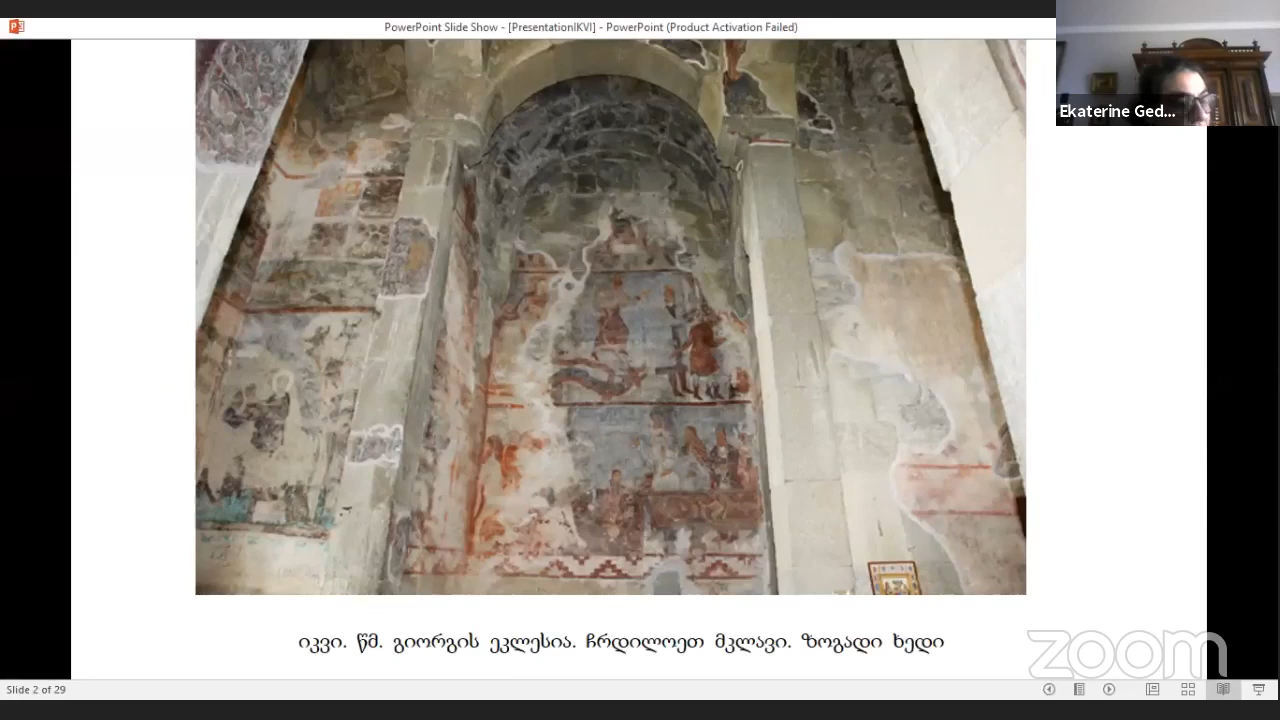 PowerPoint Slide Show - [PresentationIKVI] - PowerPoint (Product Activation Failed)
Ekaterine Ged...
იკვი. წმ. გიორგის ეკლესია. ჩრდილოეთ მკლავი. ზოგადი ხედი
zoom
Slide 2 of 29